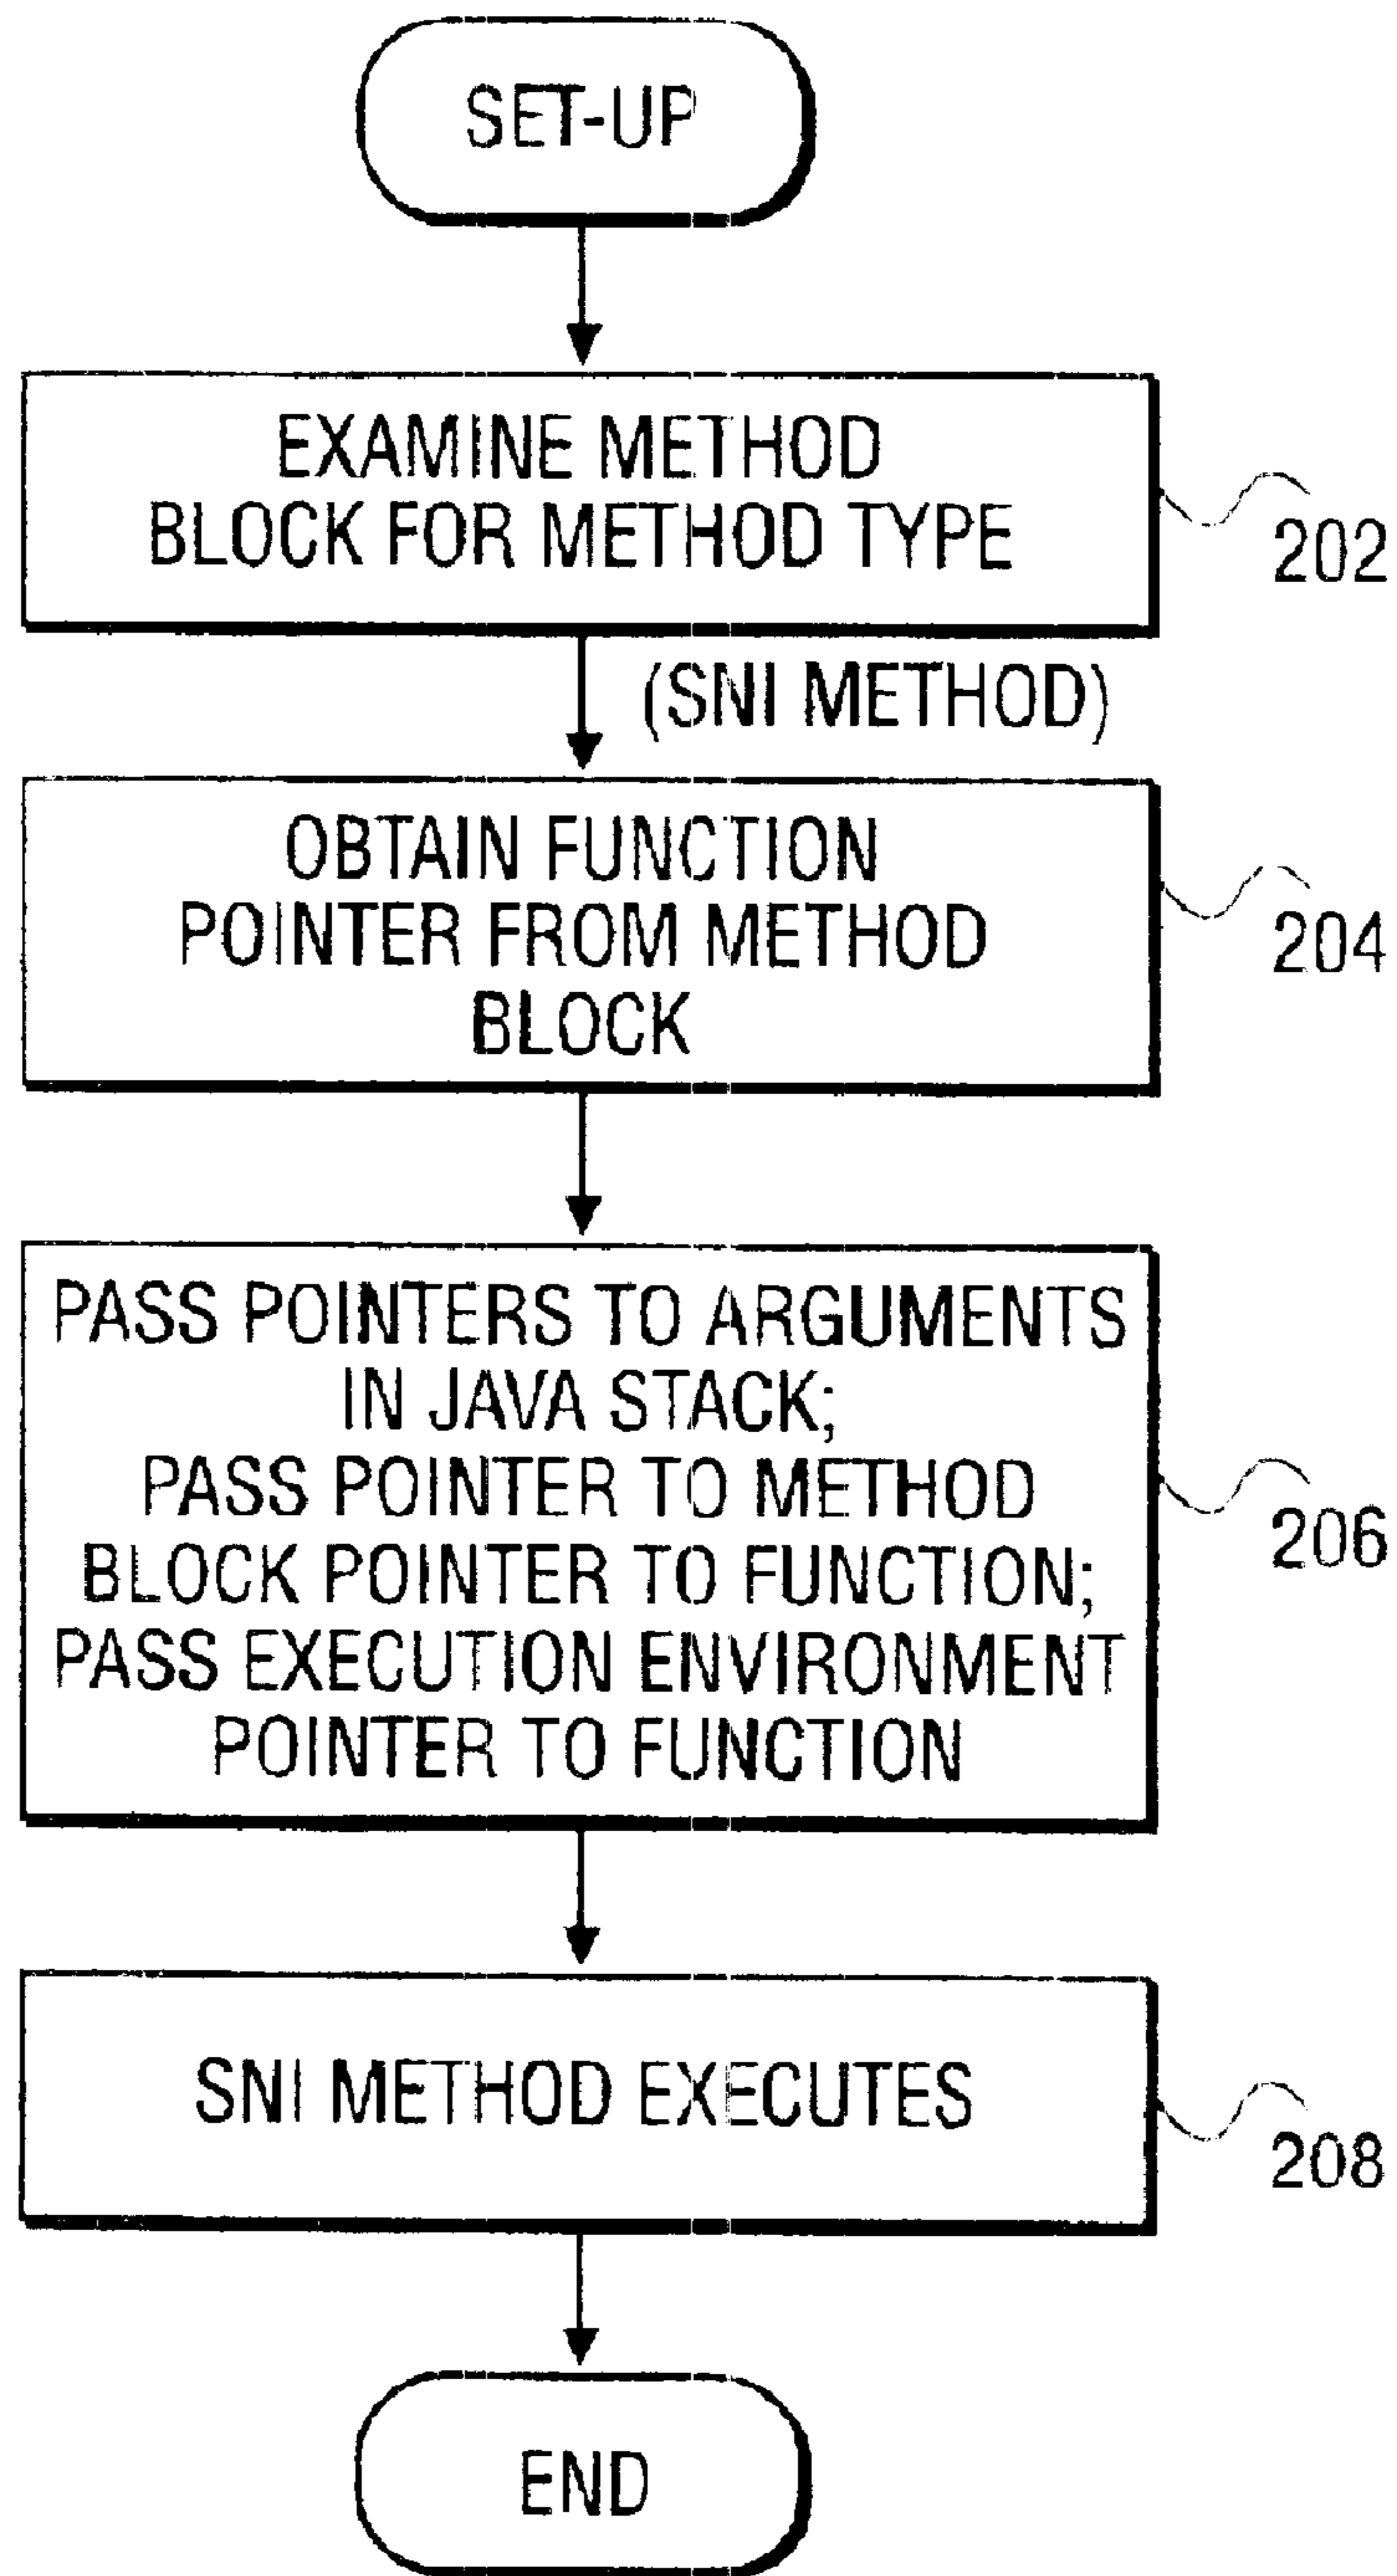 SET-UP
EXAMINE METHOD
BLOCK FOR METHOD TYPE
202
(SNI METHOD)
OBTAIN FUNCTION
POINTER FROM METHOD
BLOCK
204
PASS POINTERS TO ARGUMENTS
IN JAVA STACK;
PASS POINTER TO METHOD
BLOCK POINTER TO FUNCTION;
PASS EXECUTION ENVIRONMENT
POINTER TO FUNCTION
206
SNI METHOD EXECUTES
208
END